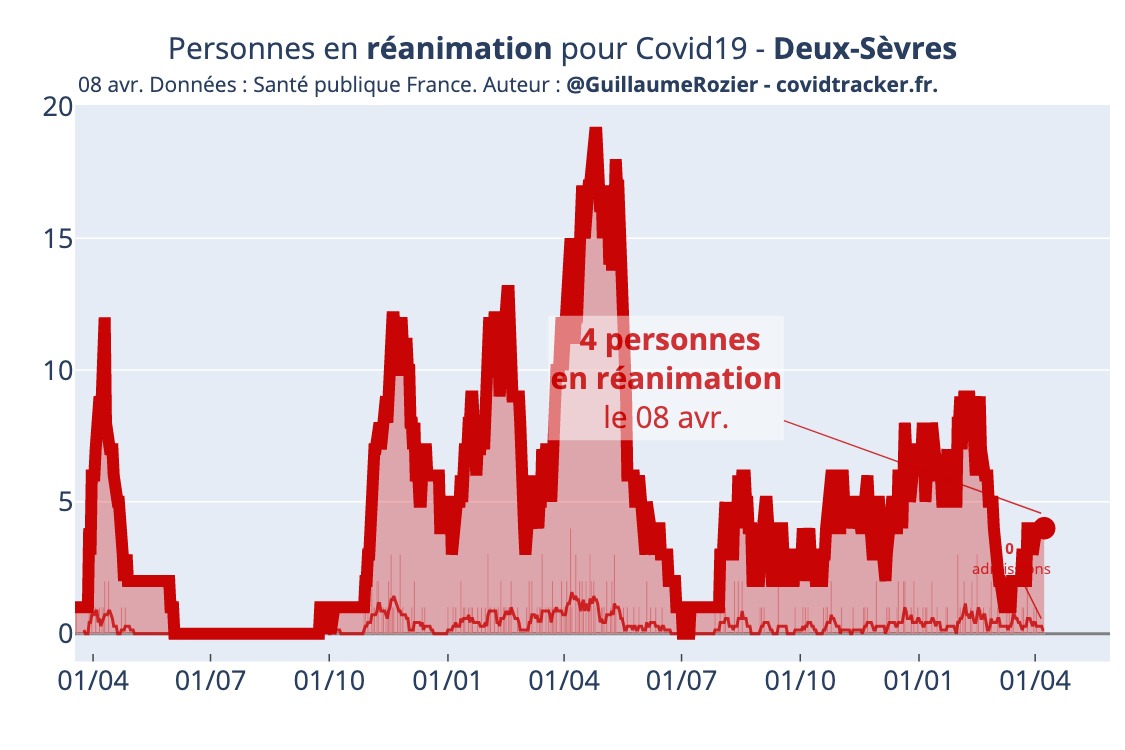 Personnes en réanimation pour Covid19 - Deux-Sèvres
08 avr. Données : Santé publique France. Auteur : @GuillaumeRozier - covidtracker.fr.
20
15
10
5
0
4 personnes
en réanimation
le 08 avr.
0
admissions
01/04 01/07 01/10 01/01 01/04 01/07 01/10 01/01 01/04